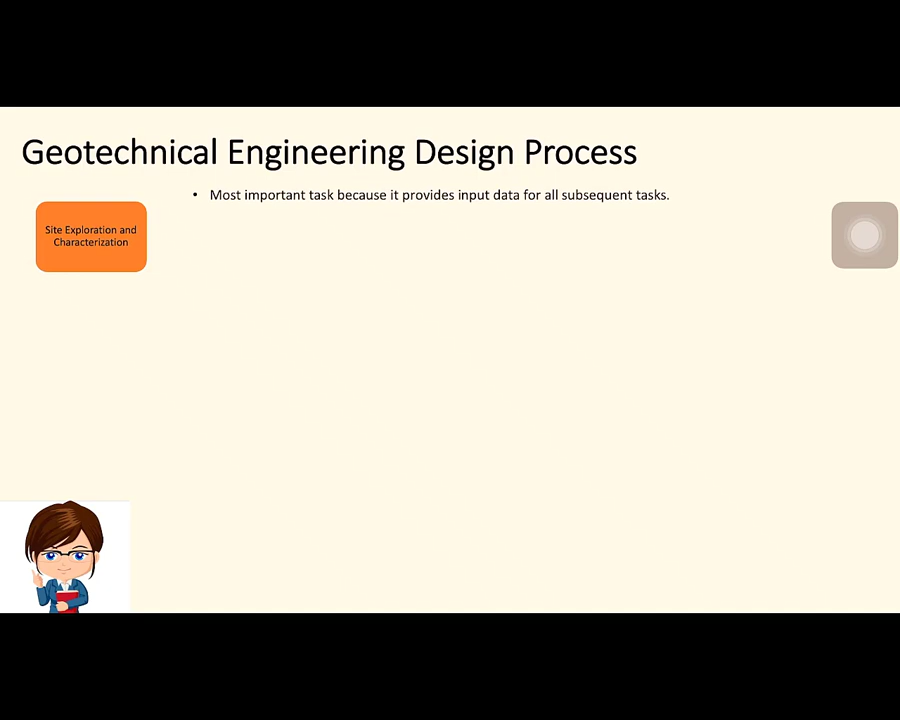 Geotechnical Engineering Design Process
• Most important task because it provides input data for all subsequent tasks.
Site Exploration and
Characterization